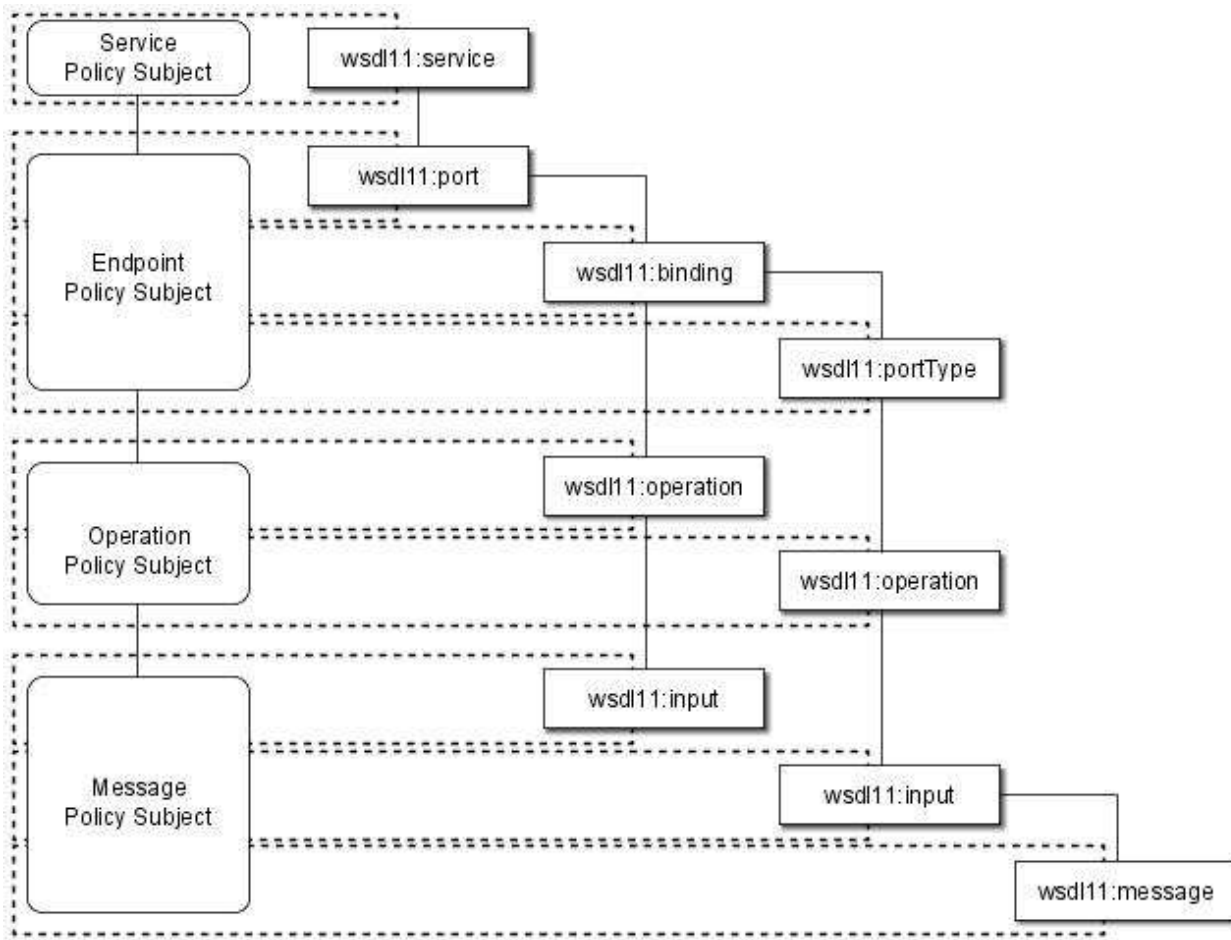 Service
Policy Subject
wsdl11:service
wsdl11:port
Endpoint
Policy Subject
wsdl11:binding
wsdl11:portType
wsdl11:operation
Operation
Policy Subject
wsdl11:operation
wsdl11:input
Message
Policy Subject
wsdl11:input
wsdl11:message